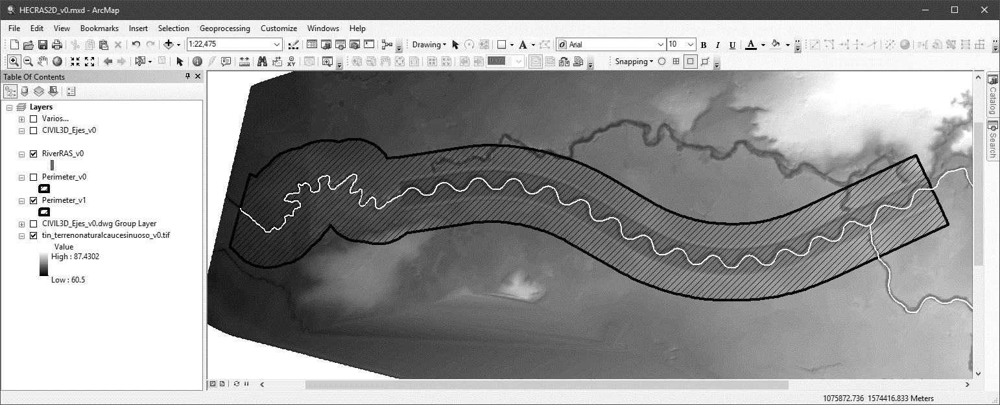 HECRAS2D_v0.mxd - ArcMap
File Edit View Bookmarks Insert Selection Geoprocessing Customize Windows Help
1:22,475 Drawing A Arial 10 B I U A
XY 100% Snapping
Table Of Contents
Layers
Varios...
CIVIL3D_Ejes_v0
RiverRAS_v0
Perimeter_v0
Perimeter_v1
CIVIL3D_Ejes_v0.dwg Group Layer
tin_terrenonaturalcaucesinuoso_v0.tif
Value
High : 87.4302
Low : 60.5
Catalog
Search
1075872.736 1574416.833 Meters